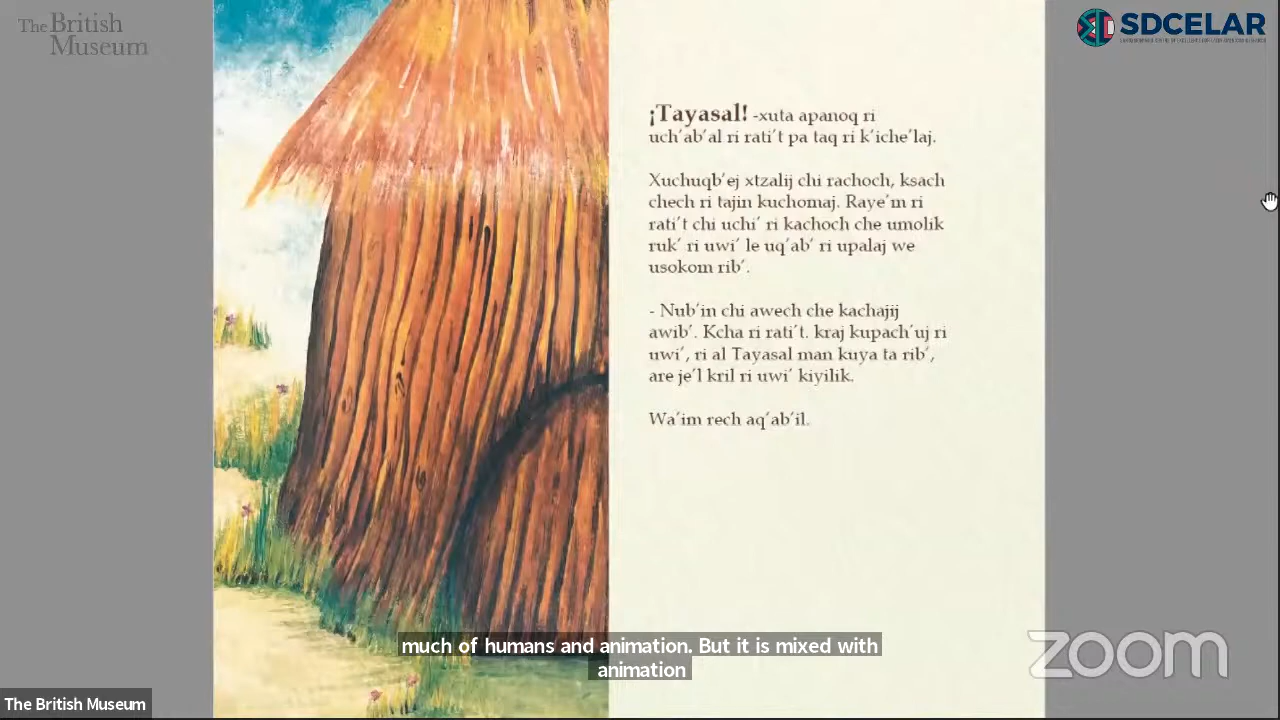 The British
Museum
SDCELAR
¡Tayasal! -xuta apanoq ri
uch'ab'al ri rati't pa taq ri k'iche'laj.
Xuchuqb'ej xtzalij chi rachoch, ksach
chech ri tajin kuchomaj. Raye'm ri
rati't chi uchi' ri kachoch che umolik
ruk' ri uwi' le uq'ab' ri upalaj we
usokom rib'.
- Nub'in chi awech che kachajij
awib'. Kcha ri rati't. kraj kupach'uj ri
uwi', ri al Tayasal man kuya ta rib',
are je'l kril ri uwi' kiyilik.
Wa'im rech aq'ab'il.
much of humans and animation. But it is mixed with
animation
zoom
The British Museum